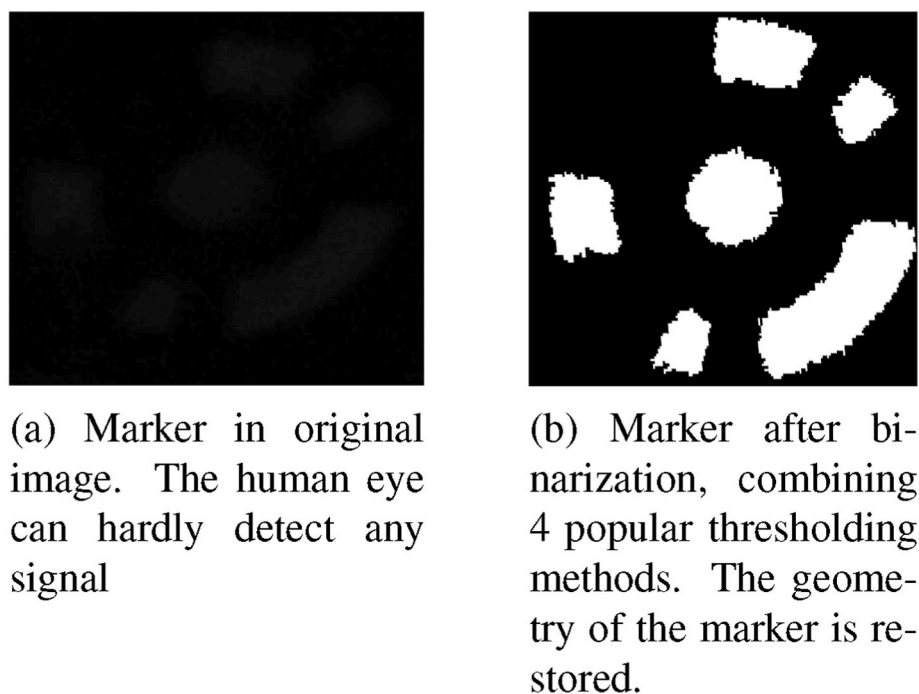 (a) Marker in original
image. The human eye
can hardly detect any
signal
(b) Marker after bi-
narization, combining
4 popular thresholding
methods. The geome-
try of the marker is re-
stored.